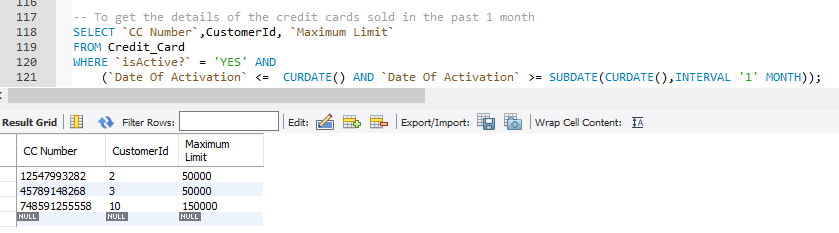 116
117 -- To get the details of the credit cards sold in the past 1 month
118 SELECT `CC Number`,CustomerId, `Maximum Limit`
119 FROM Credit_Card
120 WHERE `isActive?` = 'YES' AND
121 (`Date Of Activation` <= CURDATE() AND `Date Of Activation` >= SUBDATE(CURDATE(),INTERVAL '1' MONTH));
Result Grid Filter Rows: Edit: Export/Import: Wrap Cell Content: IA
CC Number CustomerId Maximum Limit
12547993282 2 50000
45789148268 3 50000
748591255558 10 150000
NULL NULL NULL